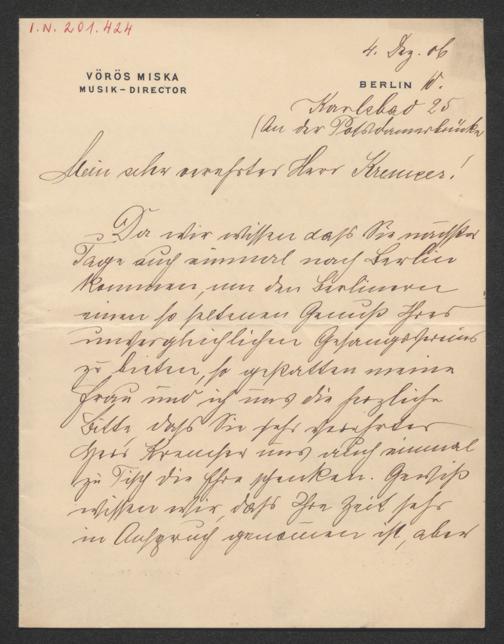 I.N. 201.424
4. Dez. 06
VÖRÖS MISKA
MUSIK-DIRECTOR
BERLIN W.
Karlsbad 25
(An der Potsdamerbrücke
Mein sehr verehrter Herr Kremser!
Da wir wissen dass Sie nächster
Tage auch einmal nach Berlin
kommen, um den Berlinern
einen so seltenen Genuß Ihres
unvergleichlichen Gesangsvereins
zu bieten, so gestatten meine
Frau und ich uns die herzliche
Bitte, daß Sie sehr verehrter
Herr Kremser uns auch einmal
zu Tisch die Ehre schenken. Gewiß
wissen wir, daß Ihre Zeit sehr
in Anspruch genommen ist, aber